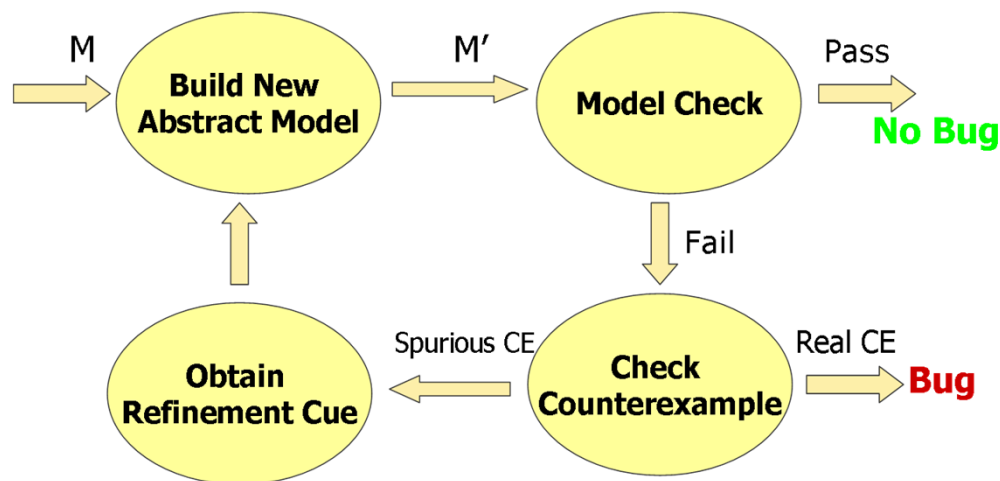 M
Build New
Abstract Model
M′
Model Check
Pass
No Bug
Fail
Check
Counterexample
Real CE
Bug
Spurious CE
Obtain
Refinement Cue